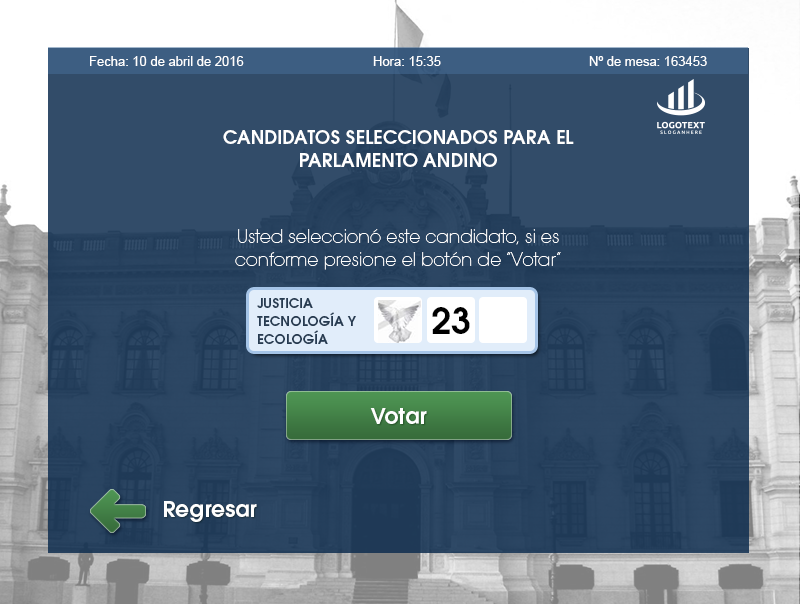 Fecha: 10 de abril de 2016
Hora: 15:35
Nº de mesa: 163453
LOGOTEXT
SLOGANHERE
CANDIDATOS SELECCIONADOS PARA EL
PARLAMENTO ANDINO
Usted seleccionó este candidato, si es
conforme presione el botón de “Votar”
JUSTICIA
TECNOLOGÍA Y
ECOLOGÍA
23
Votar
Regresar